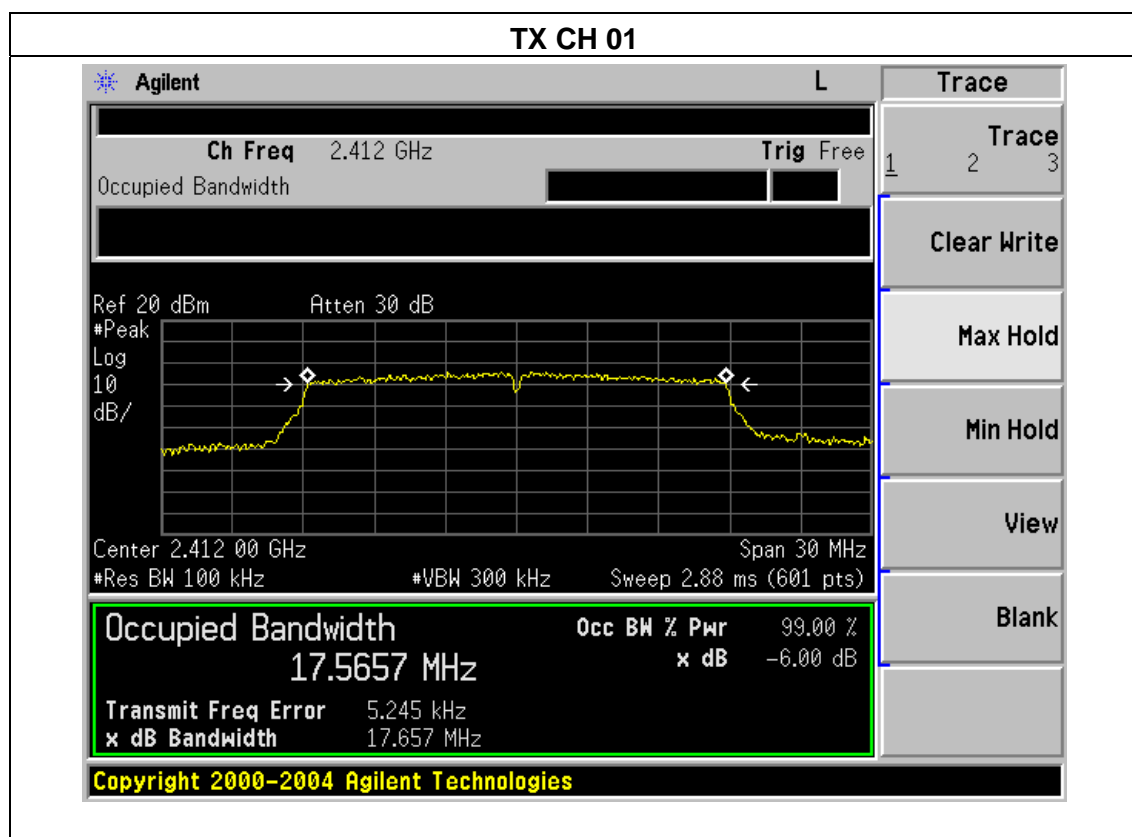 TX CH 01
Agilent L Trace
Ch Freq 2.412 GHz Trig Free
Occupied Bandwidth
Trace
1 2 3
Clear Write
Max Hold
Min Hold
View
Blank
Ref 20 dBm Atten 30 dB
#Peak
Log
10
dB/
Center 2.412 00 GHz Span 30 MHz
#Res BW 100 kHz #VBW 300 kHz Sweep 2.88 ms (601 pts)
Occupied Bandwidth Occ BW % Pwr 99.00 %
17.5657 MHz x dB -6.00 dB
Transmit Freq Error 5.245 kHz
x dB Bandwidth 17.657 MHz
Copyright 2000-2004 Agilent Technologies